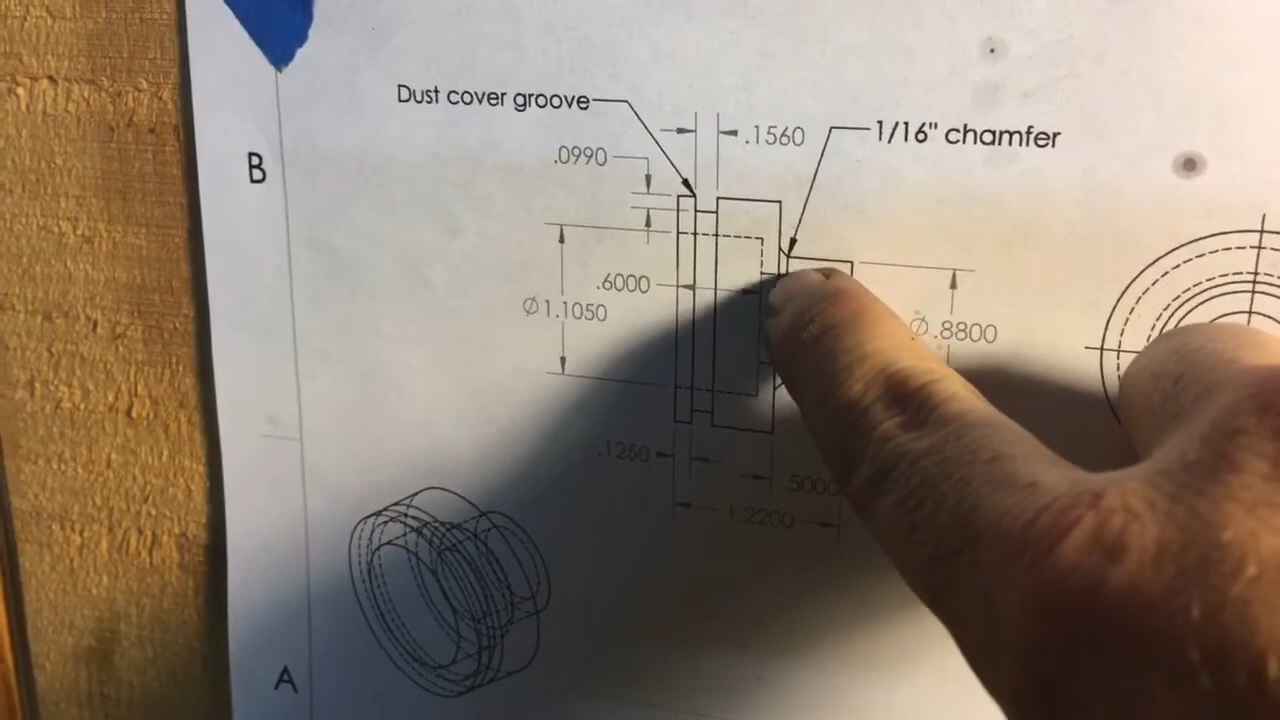 Dust cover groove
.1560
1/16" chamfer
.0990
B
.6000
Ø1.1050
Ø.8800
.1250
.5000
1.2200
A